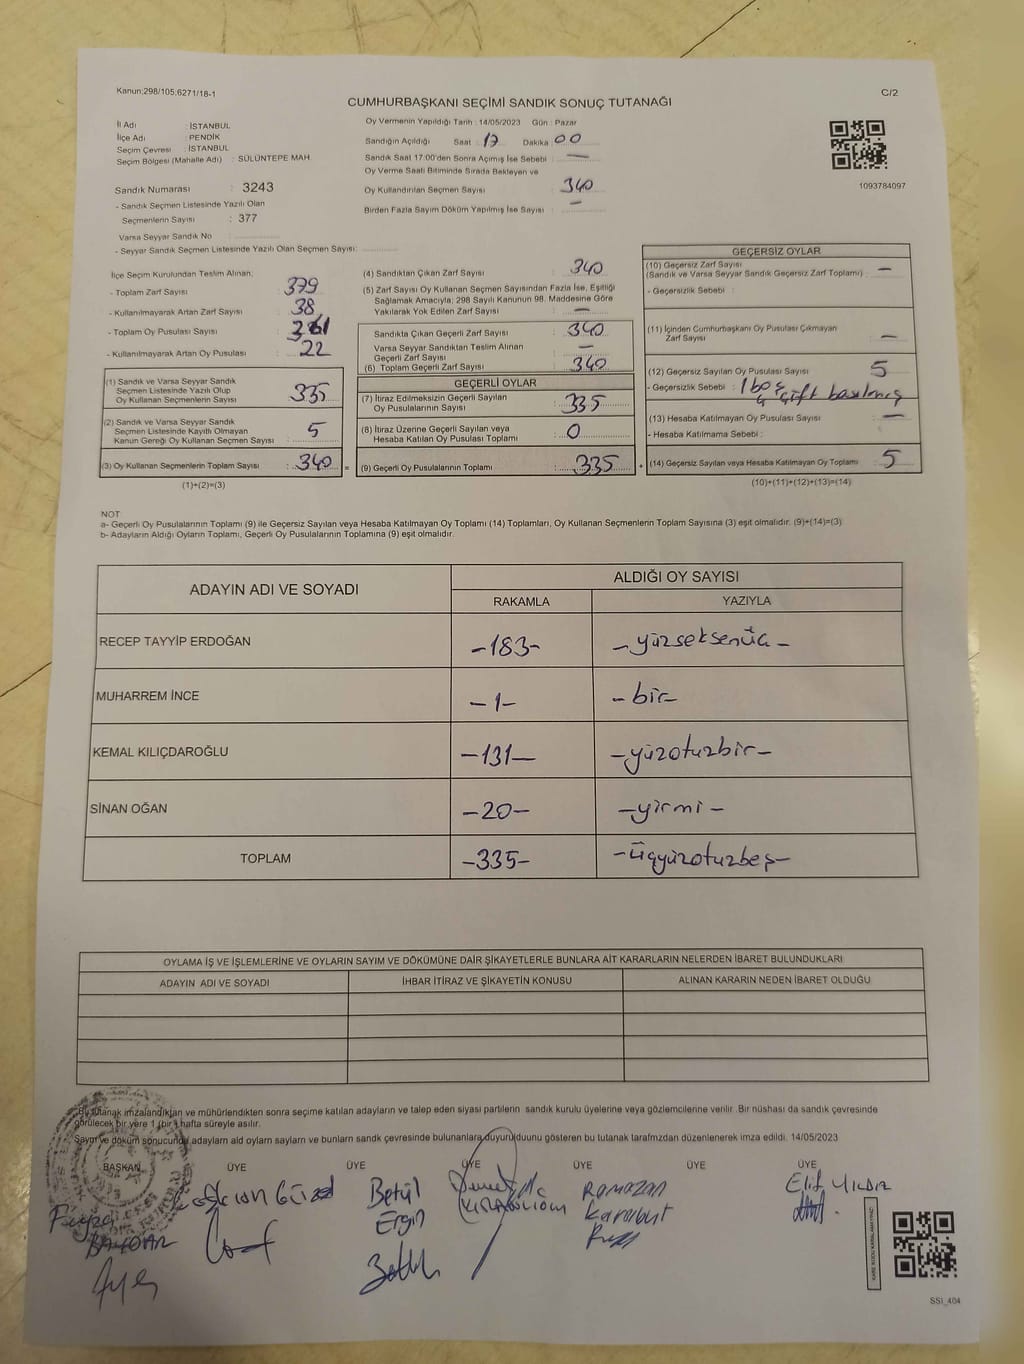 Kanun:298/105;6271/18-1
C/2
CUMHURBAŞKANI SEÇİMİ SANDIK SONUÇ TUTANAĞI
İl Adı : İSTANBUL
İlçe Adı : PENDİK
Seçim Çevresi : İSTANBUL
Seçim Bölgesi (Mahalle Adı) : SÜLÜNTEPE MAH.
Sandık Numarası : 3243
- Sandık Seçmen Listesinde Yazılı Olan
Seçmenlerin Sayısı : 377
Varsa Seyyar Sandık No
- Seyyar Sandık Seçmen Listesinde Yazılı Olan Seçmen Sayısı:
Oy Vermenin Yapıldığı Tarih : 14/05/2023 Gün : Pazar
Sandığın Açıldığı Saat : 17 Dakika : 00
Sandık Saat 17:00'den Sonra Açımış İse Sebebi : —
Oy Verme Saati Bitiminde Sırada Bekleyen ve
Oy Kullandırılan Seçmen Sayısı : 340
Birden Fazla Sayım Döküm Yapılmış İse Sayısı : —
1093784097
İlçe Seçim Kurulundan Teslim Alınan;
- Toplam Zarf Sayısı : 379
- Kullanılmayarak Artan Zarf Sayısı : 38
- Toplam Oy Pusulası Sayısı :
- Kullanılmayarak Artan Oy Pusulası : 22
(1) Sandık ve Varsa Seyyar Sandık
Seçmen Listesinde Yazılı Olup
Oy Kullanan Seçmenlerin Sayısı : 335
(2) Sandık ve Varsa Seyyar Sandık
Seçmen Listesinde Kayıtlı Olmayan
Kanun Gereği Oy Kullanan Seçmen Sayısı : 5
(3) Oy Kullanan Seçmenlerin Toplam Sayısı : 340 =
(1)+(2)=(3)
(4) Sandıktan Çıkan Zarf Sayısı : 340
(5) Zarf Sayısı Oy Kullanan Seçmen Sayısından Fazla İse, Eşitliği
Sağlamak Amacıyla; 298 Sayılı Kanunun 98. Maddesine Göre
Yakılarak Yok Edilen Zarf Sayısı : —
Sandıkta Çıkan Geçerli Zarf Sayısı : 340
Varsa Seyyar Sandıktan Teslim Alınan
Geçerli Zarf Sayısı : —
(6) Toplam Geçerli Zarf Sayısı : 340
GEÇERLİ OYLAR
(7) İtiraz Edilmeksizin Geçerli Sayılan
Oy Pusulalarının Sayısı : 335
(8) İtiraz Üzerine Geçerli Sayılan veya
Hesaba Katılan Oy Pusulası Toplamı : 0
(9) Geçerli Oy Pusulalarının Toplamı : 335 +
GEÇERSİZ OYLAR
(10) Geçersiz Zarf Sayısı
(Sandık ve Varsa Seyyar Sandık Geçersiz Zarf Toplamı) : —
- Geçersizlik Sebebi :
(11) İçinden Cumhurbaşkanı Oy Pusulası Çıkmayan
Zarf Sayısı : —
(12) Geçersiz Sayılan Oy Pusulası Sayısı : 5
- Geçersizlik Sebebi : 1 boş
4 çift basılmış
(13) Hesaba Katılmayan Oy Pusulası Sayısı : —
- Hesaba Katılmama Sebebi :
(14) Geçersiz Sayılan veya Hesaba Katılmayan Oy Toplamı : 5
(10)+(11)+(12)+(13)=(14)
NOT:
a- Geçerli Oy Pusulalarının Toplamı (9) ile Geçersiz Sayılan veya Hesaba Katılmayan Oy Toplamı (14) Toplamları, Oy Kullanan Seçmenlerin Toplam Sayısına (3) eşit olmalıdır. (9)+(14)=(3)
b- Adayların Aldığı Oyların Toplamı, Geçerli Oy Pusulalarının Toplamına (9) eşit olmalıdır.
ADAYIN ADI VE SOYADI
ALDIĞI OY SAYISI
RAKAMLA YAZIYLA
RECEP TAYYİP ERDOĞAN -183- -yüzseksenüç-
MUHARREM İNCE -1- -bir-
KEMAL KILIÇDAROĞLU -131- -yüzotuzbir-
SİNAN OĞAN -20- -yirmi-
TOPLAM -335- -üçyüzotuzbeş-
OYLAMA İŞ VE İŞLEMLERİNE VE OYLARIN SAYIM VE DÖKÜMÜNE DAİR ŞİKAYETLERLE BUNLARA AİT KARARLARIN NELERDEN İBARET BULUNDUKLARI
ADAYIN ADI VE SOYADI İHBAR İTİRAZ VE ŞİKAYETİN KONUSU ALINAN KARARIN NEDEN İBARET OLDUĞU
Bu tutanak imzalandıktan ve mühürlendikten sonra seçime katılan adayların ve talep eden siyasi partilerin sandık kurulu üyelerine veya gözlemcilerine verilir. Bir nüshası da sandık çevresinde
görülecek bir yere 1 (bir) hafta süreyle asılır.
Sayım ve döküm sonucunda adayların ald oyların sayları ve bunların sandk çevresinde bulunanlara duyurulduunu gösteren bu tutanak tarafmzdan düzenlenerek imza edildi. 14/05/2023
BAŞKAN ÜYE ÜYE ÜYE ÜYE ÜYE ÜYE
Coşkun Güzel
Betül
Ergin
Ramazan
Karabut
Elif YILDIZ
SSI_404